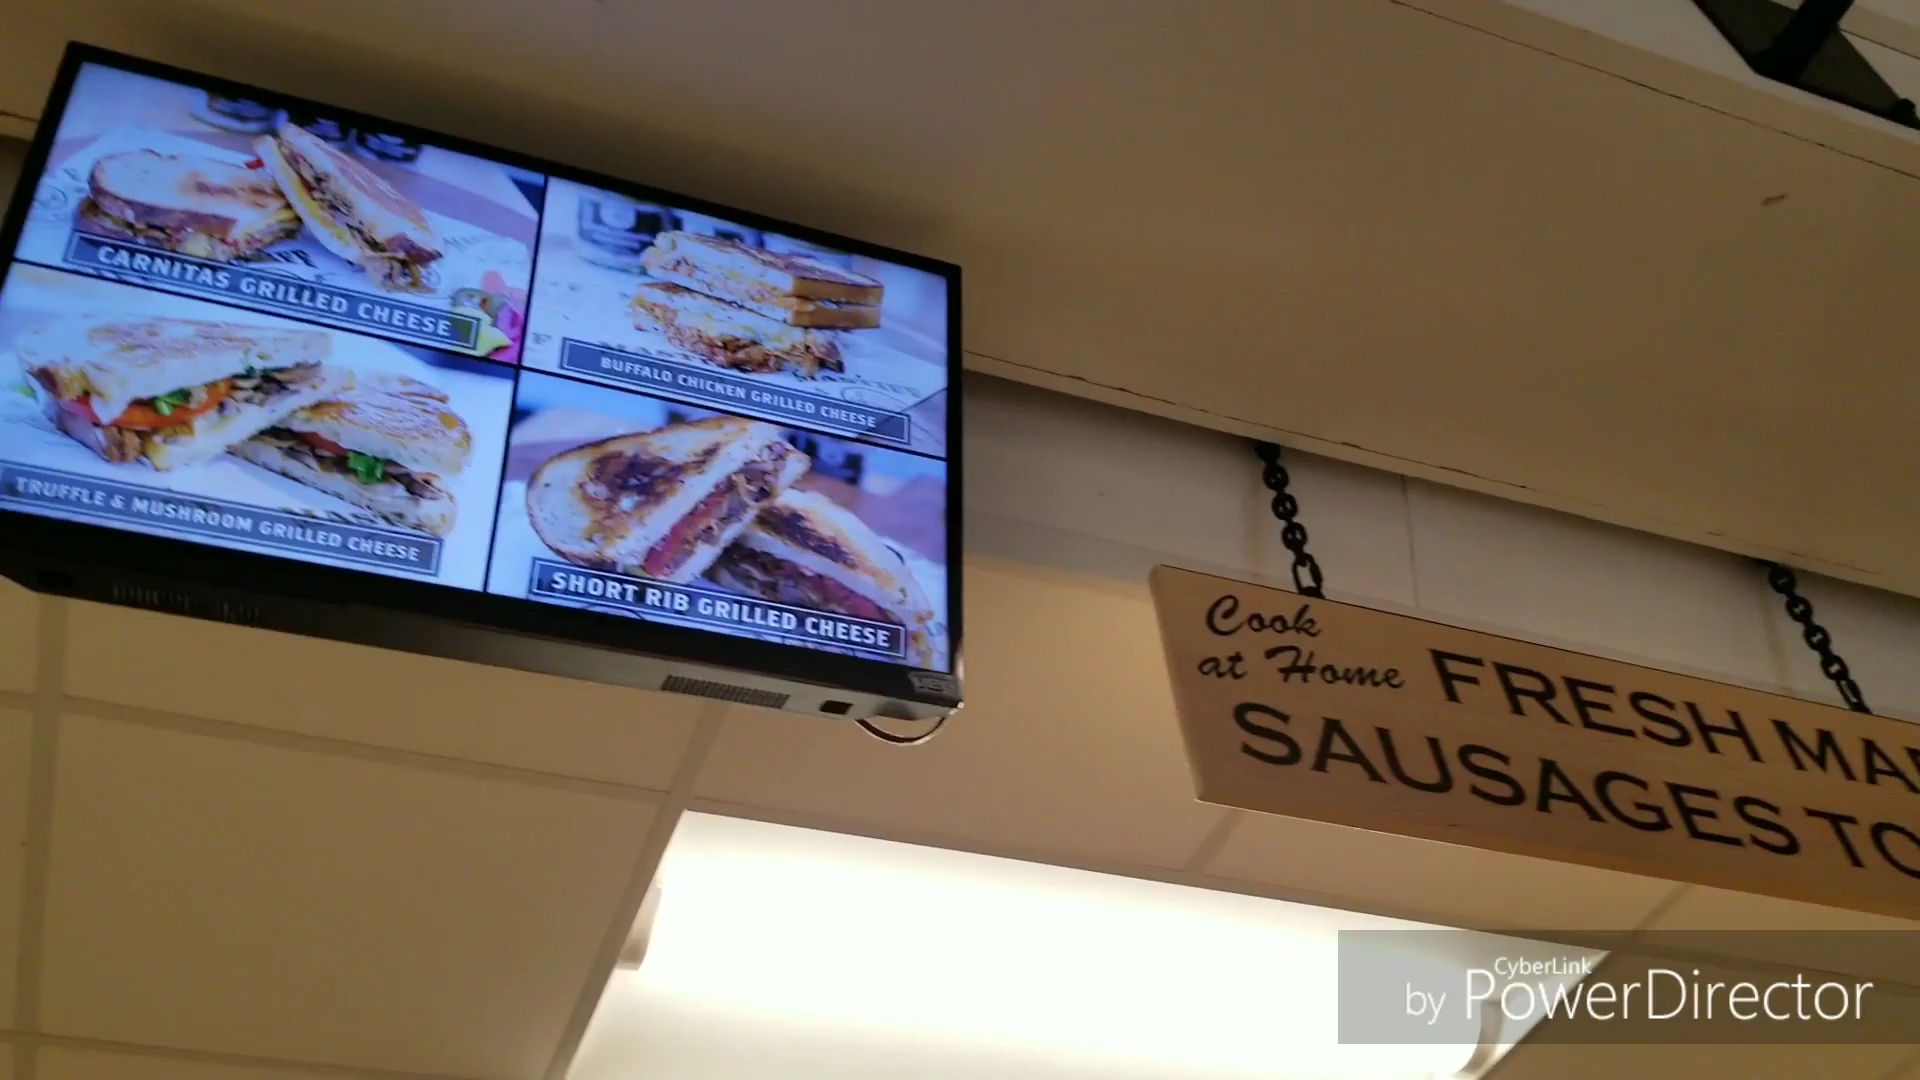 CARNITAS GRILLED CHEESE
BUFFALO CHICKEN GRILLED CHEESE
TRUFFLE & MUSHROOM GRILLED CHEESE
SHORT RIB GRILLED CHEESE
Cook
at Home
FRESH
SAUSAGES
CyberLink
by PowerDirector